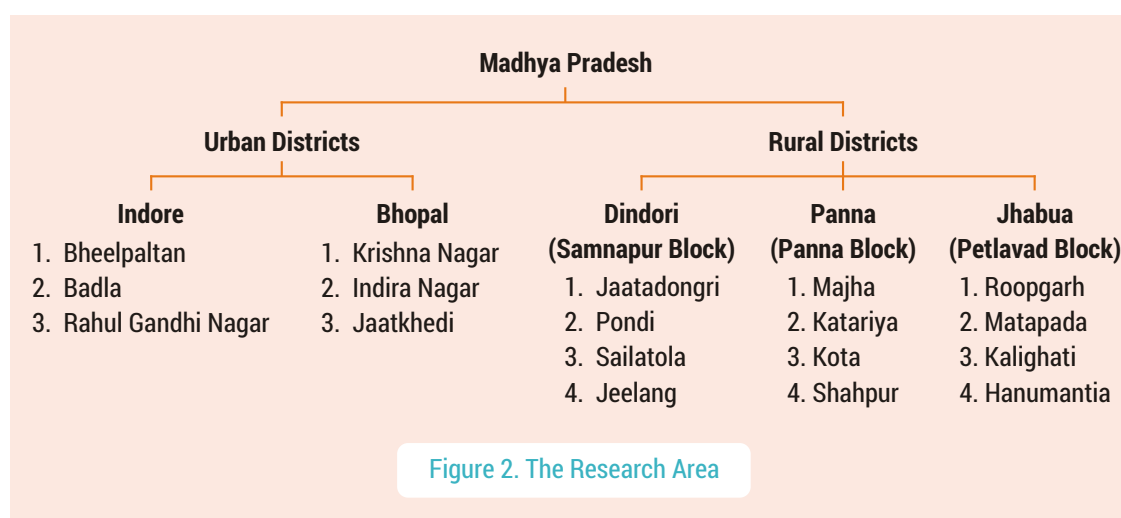 Madhya Pradesh
Urban Districts
Rural Districts
Indore
1. Bheelpaltan
2. Badla
3. Rahul Gandhi Nagar
Bhopal
1. Krishna Nagar
2. Indira Nagar
3. Jaatkhedi
Dindori
(Samnapur Block)
1. Jaatadongri
2. Pondi
3. Sailatola
4. Jeelang
Panna
(Panna Block)
1. Majha
2. Katariya
3. Kota
4. Shahpur
Jhabua
(Petlavad Block)
1. Roopgarh
2. Matapada
3. Kalighati
4. Hanumantia
Figure 2. The Research Area